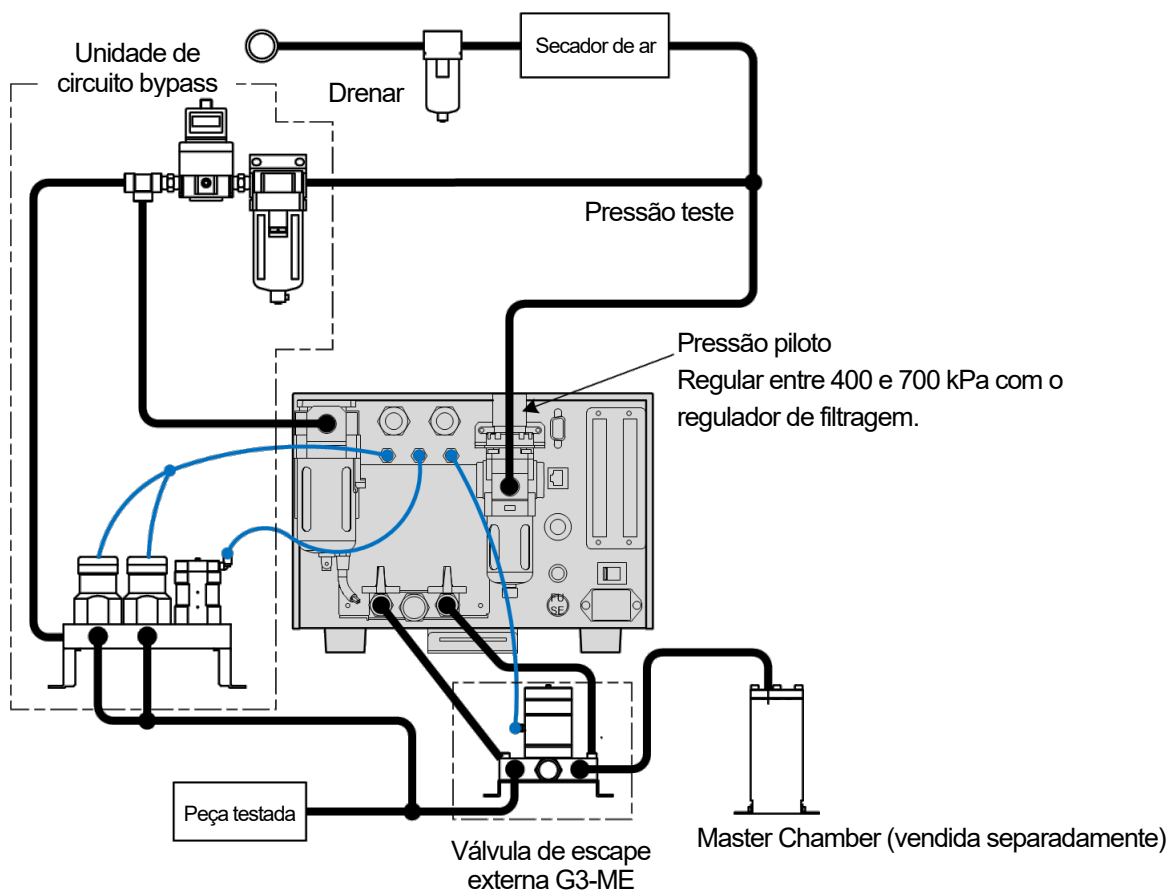 Unidade de
circuito bypass
Drenar
Secador de ar
Pressão teste
Pressão piloto
Regular entre 400 e 700 kPa com o
regulador de filtragem.
FU
SE
Peça testada
Válvula de escape
externa G3-ME
Master Chamber (vendida separadamente)